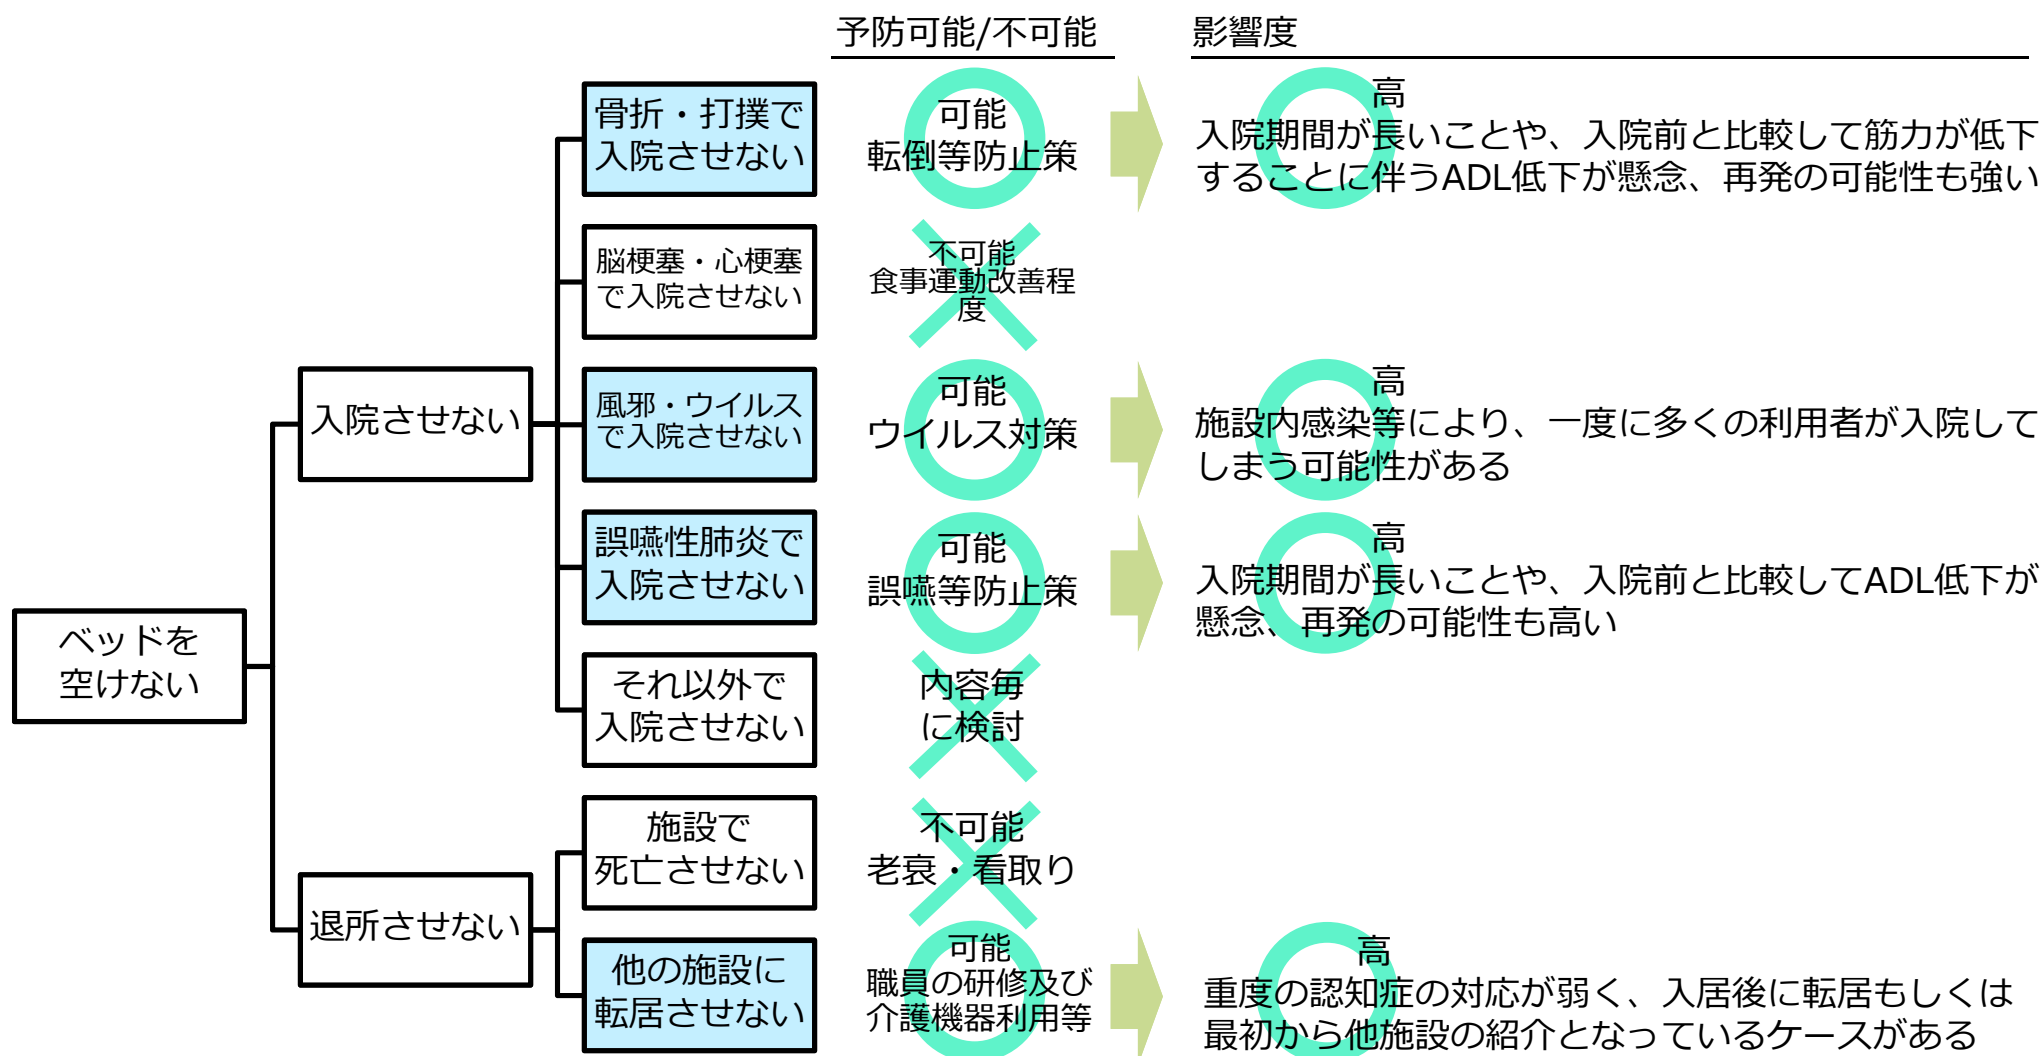 予防可能/不可能
影響度
骨折・打撲で
入院させない
可能
転倒等防止策
高
入院期間が長いことや、入院前と比較して筋力が低下
することに伴うADL低下が懸念、再発の可能性も強い
脳梗塞・心梗塞
で入院させない
不可能
食事運動改善程
度
入院させない
風邪・ウイルス
で入院させない
可能
ウイルス対策
高
施設内感染等により、一度に多くの利用者が入院して
しまう可能性がある
誤嚥性肺炎で
入院させない
可能
誤嚥等防止策
高
入院期間が長いことや、入院前と比較してADL低下が
懸念、再発の可能性も高い
ベッドを
空けない
それ以外で
入院させない
内容毎
に検討
施設で
死亡させない
不可能
老衰・看取り
退所させない
他の施設に
転居させない
可能
職員の研修及び
介護機器利用等
高
重度の認知症の対応が弱く、入居後に転居もしくは
最初から他施設の紹介となっているケースがある